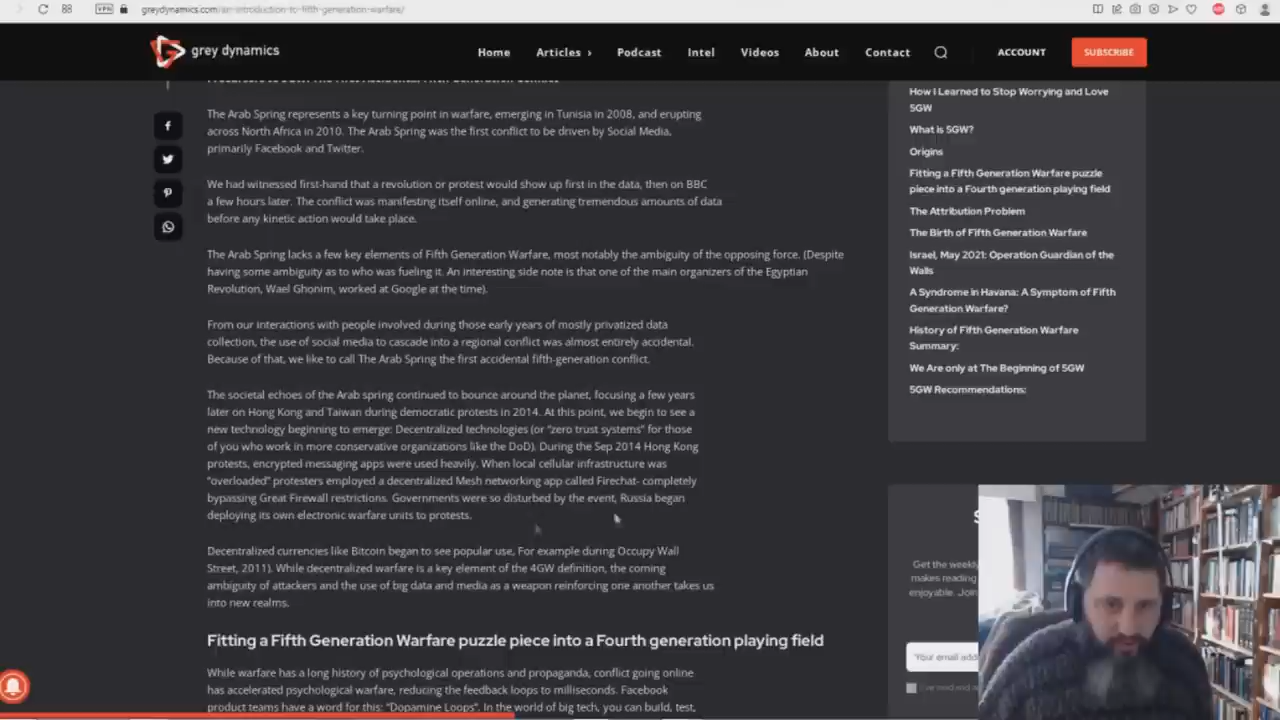 VPN greydynamics.com/an-introduction-to-fifth-generation-warfare/
grey dynamics
Home Articles › Podcast Intel Videos About Contact ACCOUNT SUBSCRIBE
The Arab Spring represents a key turning point in warfare, emerging in Tunisia in 2008, and erupting
across North Africa in 2010. The Arab Spring was the first conflict to be driven by Social Media,
primarily Facebook and Twitter.
We had witnessed first-hand that a revolution or protest would show up first in the data, then on BBC
a few hours later. The conflict was manifesting itself online, and generating tremendous amounts of data
before any kinetic action would take place.
The Arab Spring lacks a few key elements of Fifth Generation Warfare, most notably the ambiguity of the opposing force. (Despite
having some ambiguity as to who was fueling it. An interesting side note is that one of the main organizers of the Egyptian
Revolution, Wael Ghonim, worked at Google at the time).
From our interactions with people involved during those early years of mostly privatized data
collection, the use of social media to cascade into a regional conflict was almost entirely accidental.
Because of that, we like to call The Arab Spring the first accidental fifth-generation conflict.
The societal echoes of the Arab spring continued to bounce around the planet, focusing a few years
later on Hong Kong and Taiwan during democratic protests in 2014. At this point, we begin to see a
new technology beginning to emerge: Decentralized technologies (or “zero trust systems” for those
of you who work in more conservative organizations like the DoD). During the Sep 2014 Hong Kong
protests, encrypted messaging apps were used heavily. When local cellular infrastructure was
“overloaded” protesters employed a decentralized Mesh networking app called Firechat- completely
bypassing Great Firewall restrictions. Governments were so disturbed by the event, Russia began
deploying its own electronic warfare units to protests.
Decentralized currencies like Bitcoin began to see popular use, For example during Occupy Wall
Street, 2011). While decentralized warfare is a key element of the 4GW definition, the coming
ambiguity of attackers and the use of big data and media as a weapon reinforcing one another takes us
into new realms.
Fitting a Fifth Generation Warfare puzzle piece into a Fourth generation playing field
While warfare has a long history of psychological operations and propaganda, conflict going online
has accelerated psychological warfare, reducing the feedback loops to milliseconds. Facebook
product teams have a word for this: “Dopamine Loops”. In the world of big tech, you can build, test,
How I Learned to Stop Worrying and Love
5GW
What is 5GW?
Origins
Fitting a Fifth Generation Warfare puzzle
piece into a Fourth generation playing field
The Attribution Problem
The Birth of Fifth Generation Warfare
Israel, May 2021: Operation Guardian of the
Walls
A Syndrome in Havana: A Symptom of Fifth
Generation Warfare?
History of Fifth Generation Warfare
Summary:
We Are only at The Beginning of 5GW
5GW Recommendations:
S
Get the weekly
makes reading
enjoyable. Join
Your email add
I've read and a